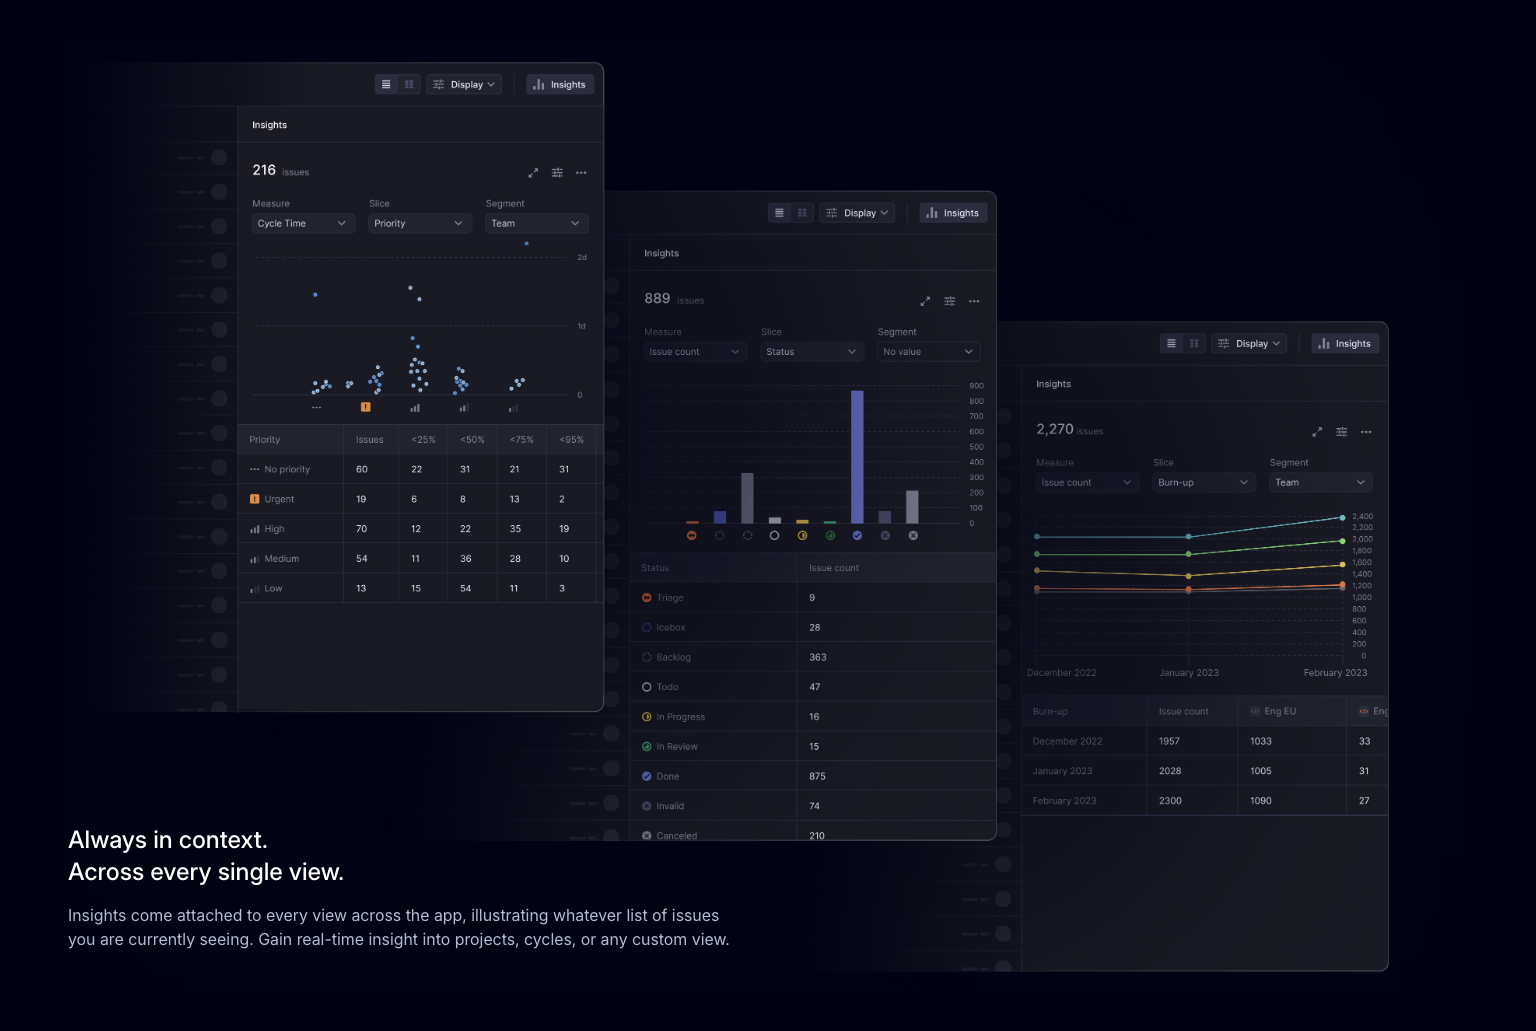 Display
Insights
Insights
216 issues
Measure Slice Segment
Cycle Time Priority Team
2d
1d
0
Priority Issues <25% <50% <75% <95%
No priority 60 22 31 21 31
Urgent 19 6 8 13 2
High 70 12 22 35 19
Medium 54 11 36 28 10
Low 13 15 54 11 3
Display
Insights
Insights
889 issues
Measure Slice Segment
Issue count Status No value
900
800
700
600
500
400
300
200
100
0
Status Issue count
Triage 9
Icebox 28
Backlog 363
Todo 47
In Progress 16
In Review 15
Done 875
Invalid 74
Canceled 210
Display
Insights
Insights
2,270 issues
Measure Slice Segment
Issue count Burn-up Team
2,400
2,200
2,000
1,800
1,600
1,400
1,200
1,000
800
600
400
200
0
December 2022 January 2023 February 2023
Burn-up Issue count Eng EU Eng
December 2022 1957 1033 33
January 2023 2028 1005 31
February 2023 2300 1090 27
Always in context.
Across every single view.
Insights come attached to every view across the app, illustrating whatever list of issues
you are currently seeing. Gain real-time insight into projects, cycles, or any custom view.